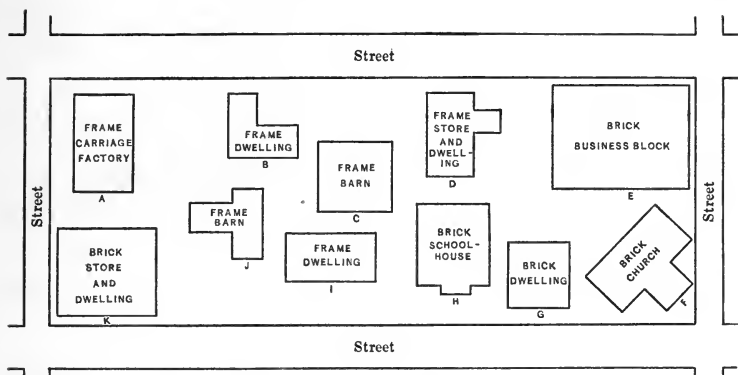 Street
FRAME
CARRIAGE
FACTORY
A
FRAME
DWELLING
B
FRAME
BARN
C
FRAME
STORE
AND
DWELL-
ING
D
BRICK
BUSINESS BLOCK
E
Street
Street
BRICK
STORE
AND
DWELLING
K
FRAME
BARN
J
FRAME
DWELLING
I
BRICK
SCHOOL-
HOUSE
H
BRICK
DWELLING
G
BRICK
CHURCH
F
Street